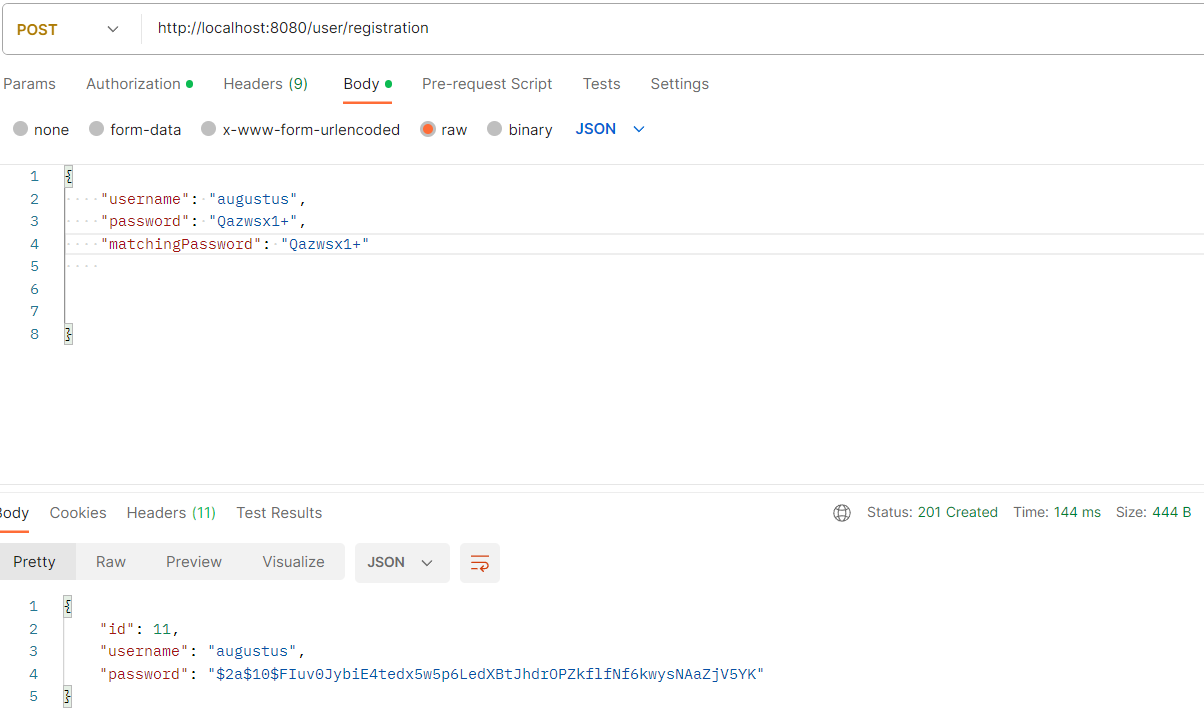 POST http://localhost:8080/user/registration
Params Authorization Headers (9) Body Pre-request Script Tests Settings
none form-data x-www-form-urlencoded raw binary JSON
1 {
2 "username": "augustus",
3 "password": "Qazwsx1+",
4 "matchingPassword": "Qazwsx1+"
5
6
7
8 }
Body Cookies Headers (11) Test Results Status: 201 Created Time: 144 ms Size: 444 B
Pretty Raw Preview Visualize JSON
1 {
2 "id": 11,
3 "username": "augustus",
4 "password": "$2a$10$FIuv0JybiE4tedx5w5p6LedXBtJhdrOPZkflfNf6kwysNAaZjV5YK"
5 }